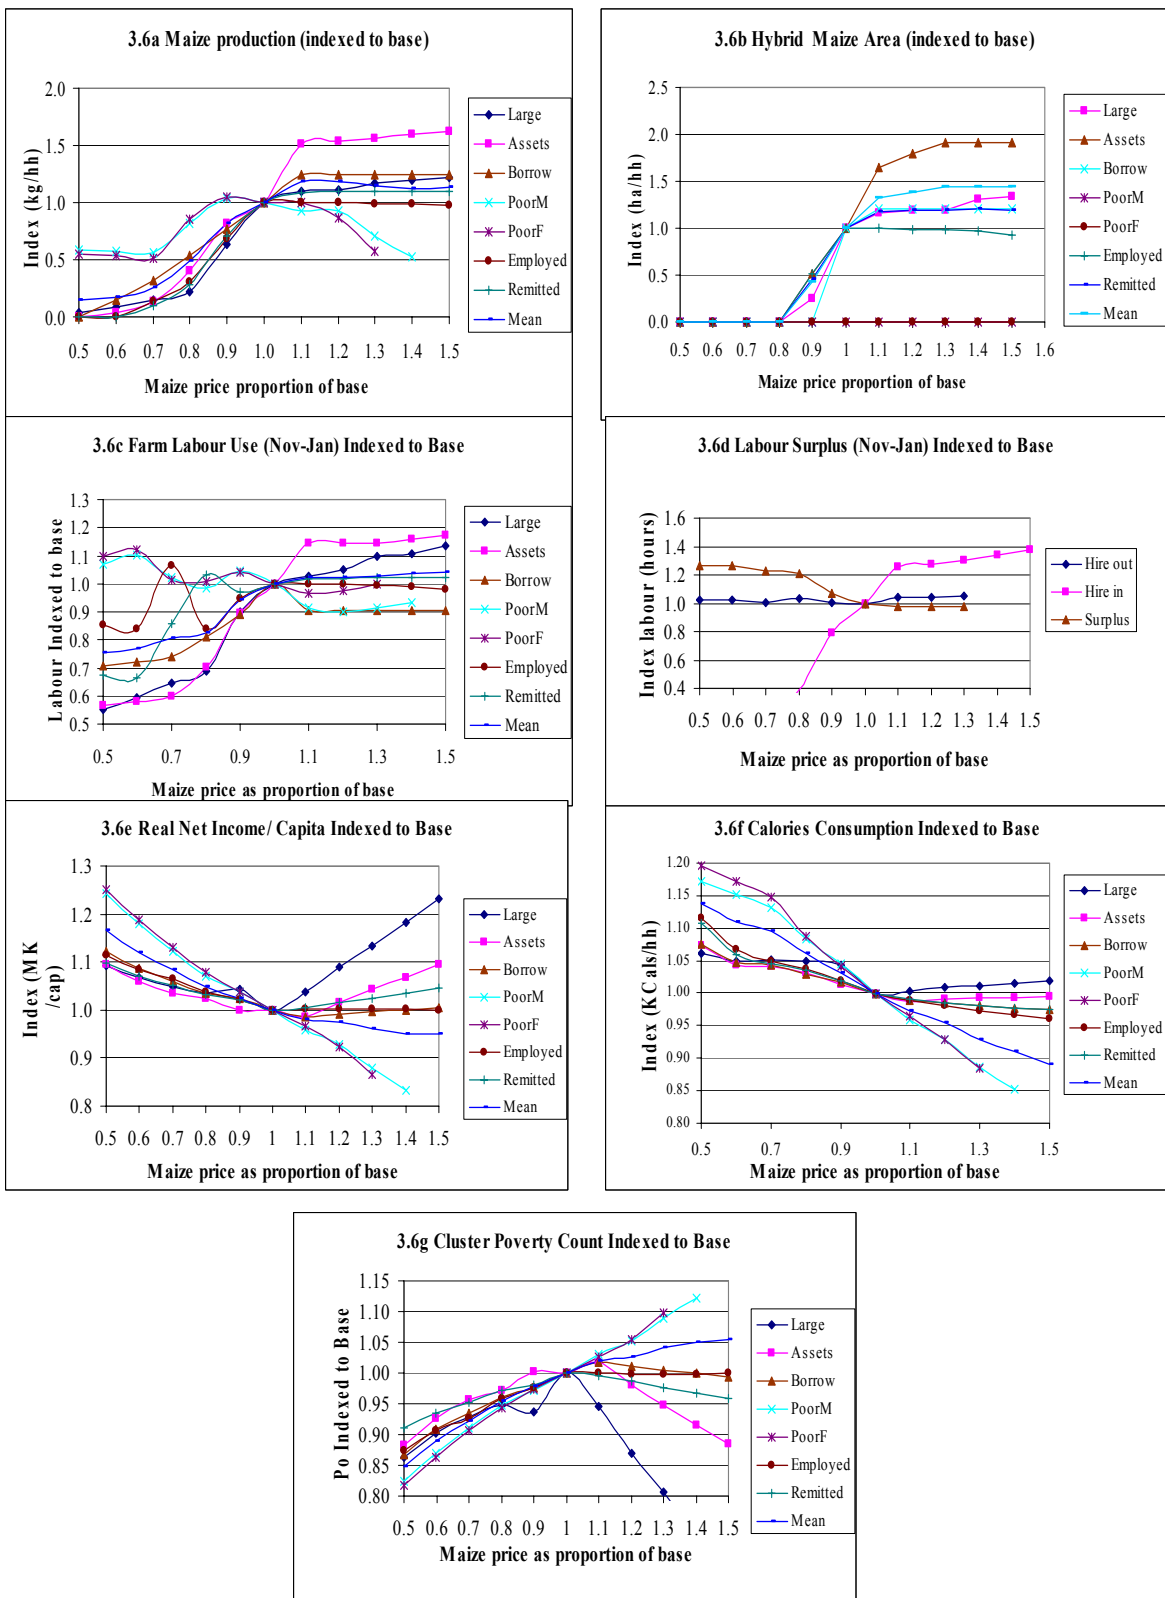 3.6a Maize production (indexed to base)
Index (kg/hh)
2.0
1.5
1.0
0.5
0.0
0.5 0.6 0.7 0.8 0.9 1.0 1.1 1.2 1.3 1.4 1.5
Maize price proportion of base
Large
Assets
Borrow
PoorM
PoorF
Employed
Remitted
Mean
3.6b Hybrid Maize Area (indexed to base)
Index (ha/hh)
2.5
2.0
1.5
1.0
0.5
0.0
0.5 0.6 0.7 0.8 0.9 1 1.1 1.2 1.3 1.4 1.5 1.6
Maize price proportion of base
Large
Assets
Borrow
PoorM
PoorF
Employed
Remitted
Mean
3.6c Farm Labour Use (Nov-Jan) Indexed to Base
Labour Indexed to base
1.3
1.2
1.1
1.0
0.9
0.8
0.7
0.6
0.5
0.5 0.7 0.9 1.1 1.3 1.5
Maize price as proportion of base
Large
Assets
Borrow
PoorM
PoorF
Employed
Remitted
Mean
3.6d Labour Surplus (Nov-Jan) Indexed to Base
Index labour (hours)
1.6
1.4
1.2
1.0
0.8
0.6
0.4
0.5 0.6 0.7 0.8 0.9 1.0 1.1 1.2 1.3 1.4 1.5
Maize price as proportion of base
Hire out
Hire in
Surplus
3.6e Real Net Income/ Capita Indexed to Base
Index (MK
/cap)
1.3
1.2
1.1
1.0
0.9
0.8
0.5 0.6 0.7 0.8 0.9 1 1.1 1.2 1.3 1.4 1.5
Maize price as proportion of base
Large
Assets
Borrow
PoorM
PoorF
Employed
Remitted
Mean
3.6f Calories Consumption Indexed to Base
Index (KCals/hh)
1.20
1.15
1.10
1.05
1.00
0.95
0.90
0.85
0.80
0.5 0.7 0.9 1.1 1.3 1.5
Maize price as proportion of base
Large
Assets
Borrow
PoorM
PoorF
Employed
Remitted
Mean
3.6g Cluster Poverty Count Indexed to Base
Po Indexed to Base
1.15
1.10
1.05
1.00
0.95
0.90
0.85
0.80
0.5 0.6 0.7 0.8 0.9 1 1.1 1.2 1.3 1.4 1.5
Maize price as proportion of base
Large
Assets
Borrow
PoorM
PoorF
Employed
Remitted
Mean